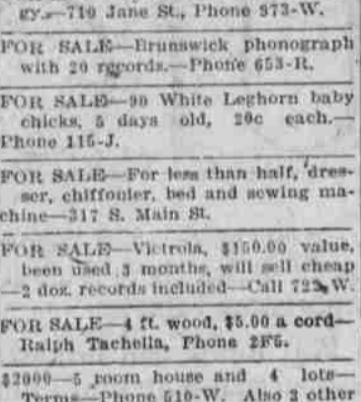 gy.—710 Jane St., Phone 373-W.
FOR SALE—Brunswick phonograph
with 20 records.—Phone 653-R.
FOR SALE—90 White Leghorn baby
chicks, 5 days old, 20c each.—
Phone 115-J.
FOR SALE—For less than half, dres-
ser, chiffonier, bed and sewing ma-
chine—317 S. Main St.
FOR SALE—Victrola, $150.00 value,
been used 3 months, will sell cheap
—2 doz. records included—Call 722-W.
FOR SALE—4 ft. wood, $5.00 a cord—
Ralph Tachella, Phone 2F5.
$2000—5 room house and 4 lots—
Terms—Phone 510-W. Also 3 other